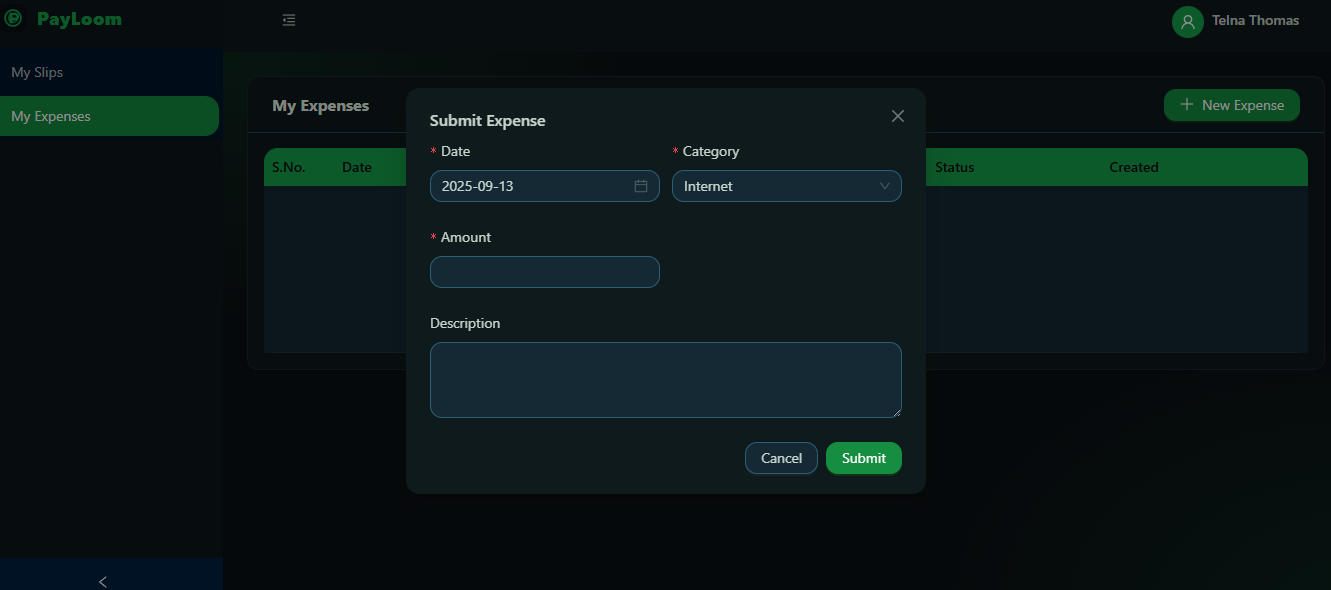 PayLoom
Telna Thomas
My Slips
My Expenses
My Expenses
New Expense
S.No. Date Status Created
Submit Expense
* Date * Category
2025-09-13 Internet
* Amount
Description
Cancel Submit